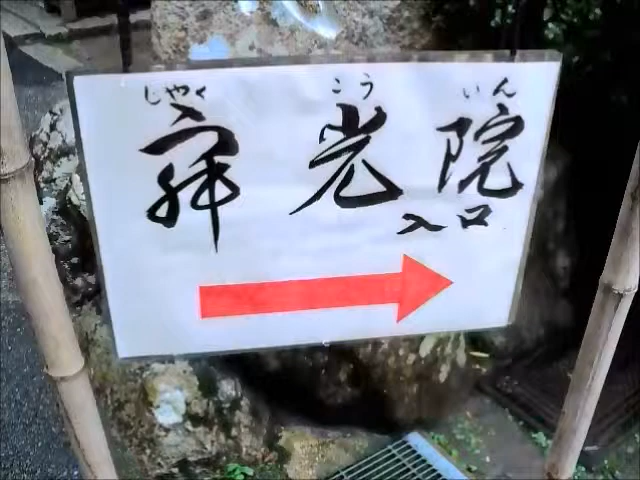 じゃく こう いん
寂光院
入口